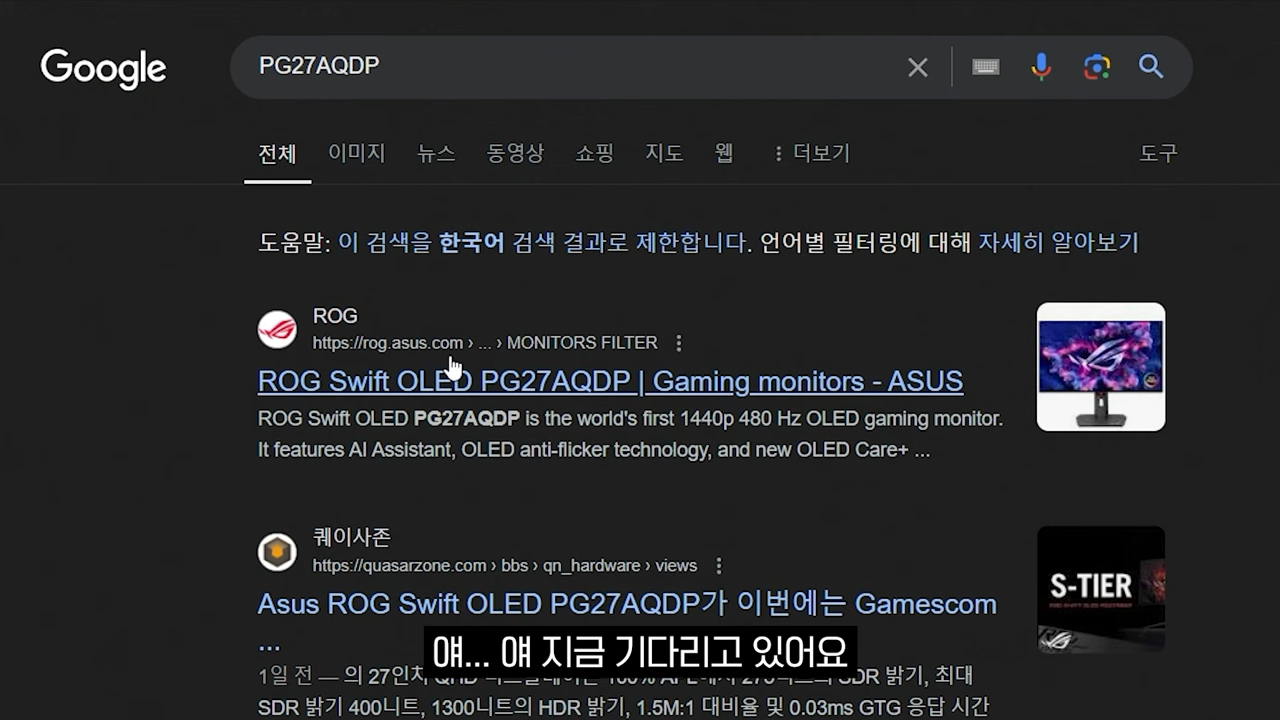 Google
PG27AQDP
전체 이미지 뉴스 동영상 쇼핑 지도 웹 더보기 도구
도움말: 이 검색을 한국어 검색 결과로 제한합니다. 언어별 필터링에 대해 자세히 알아보기
ROG
https://rog.asus.com › ... › MONITORS FILTER
ROG Swift OLED PG27AQDP | Gaming monitors - ASUS
ROG Swift OLED PG27AQDP is the world's first 1440p 480 Hz OLED gaming monitor.
It features AI Assistant, OLED anti-flicker technology, and new OLED Care+ ...
퀘이사존
https://quasarzone.com › bbs › qn_hardware › views
Asus ROG Swift OLED PG27AQDP가 이번에는 Gamescom
...
S-TIER
얘... 얘 지금 기다리고 있어요
1일 전 — 의 27인치 QHD SDR 밝기, 최대
SDR 밝기 400니트, 1300니트의 HDR 밝기, 1.5M:1 대비율 및 0.03ms GTG 응답 시간